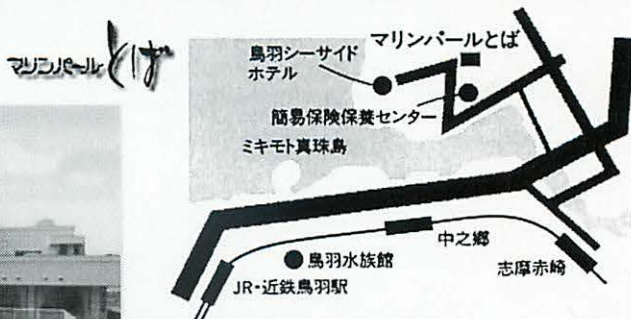 マリンパールとば
鳥羽シーサイド
ホテル
マリンパールとば
簡易保険保養センター
ミキモト真珠島
中之郷
鳥羽水族館
志摩赤崎
JR・近鉄鳥羽駅